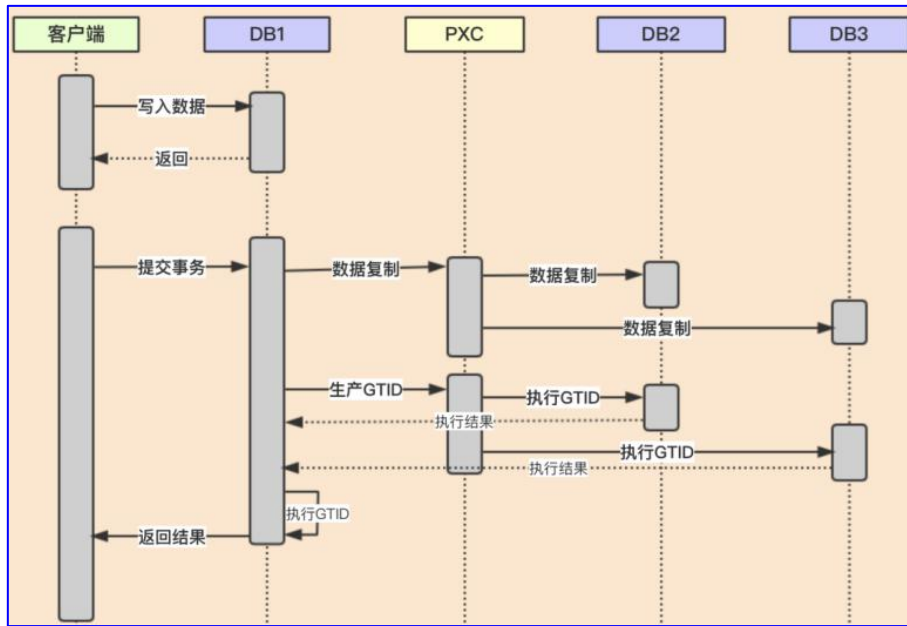 客户端
DB1
PXC
DB2
DB3
写入数据
返回
提交事务
数据复制
数据复制
数据复制
生产GTID
执行GTID
执行结果
执行GTID
执行结果
执行GTID
返回结果